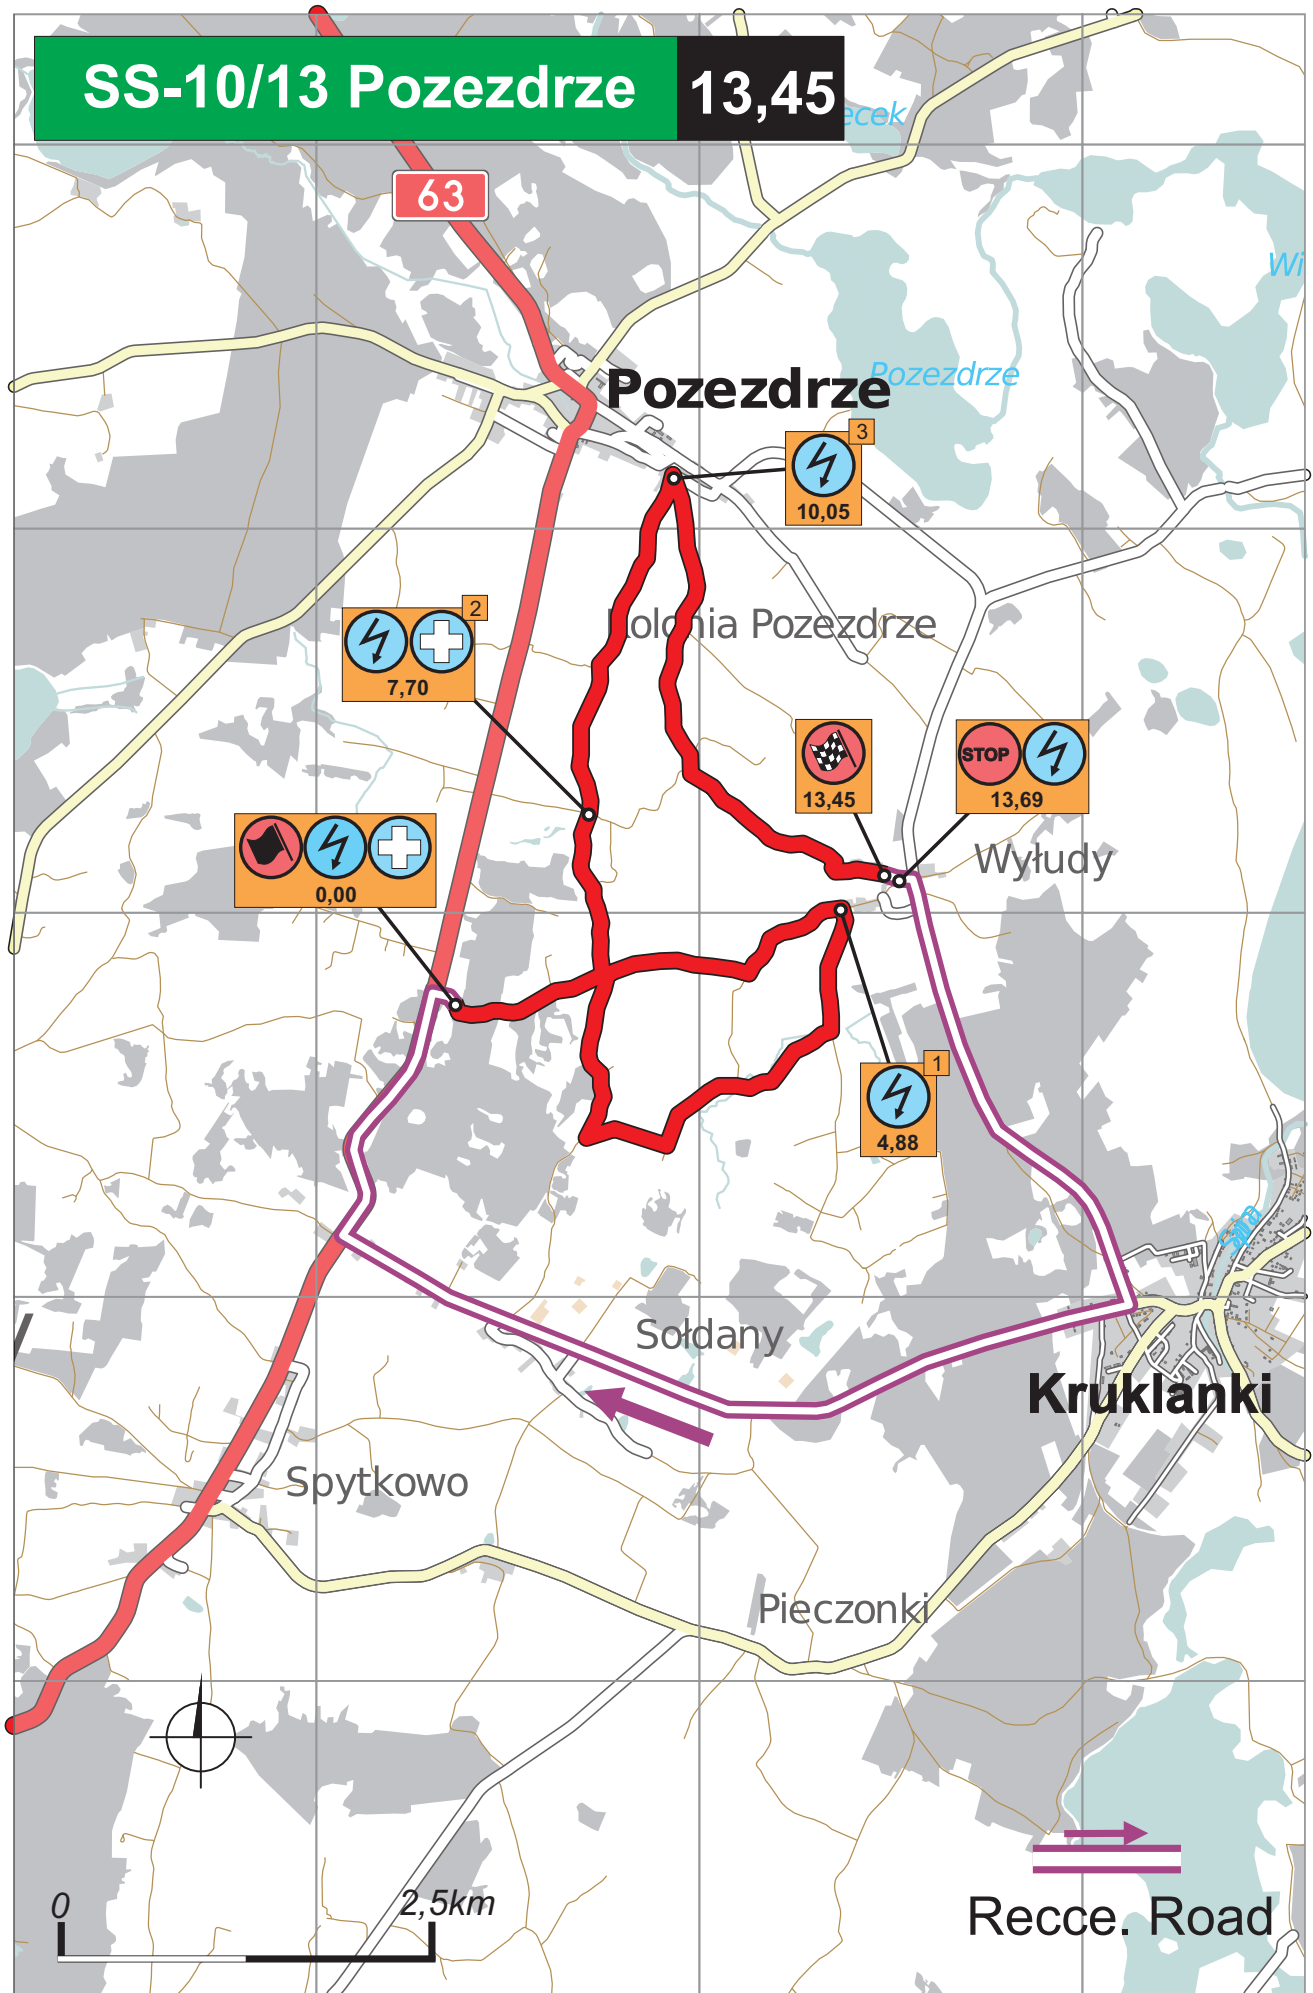 SS-10/13 Pozezdrze 13,45
ecek
63
Wi
Pozezdrze
Pozezdrze
3
10,05
2
7,70
Kolonia Pozezdrze
13,45
STOP
13,69
0,00
Wyłudy
1
4,88
Sapina
Sołdany
Kruklanki
Spytkowo
Pieczonki
0
2,5km
Recce. Road